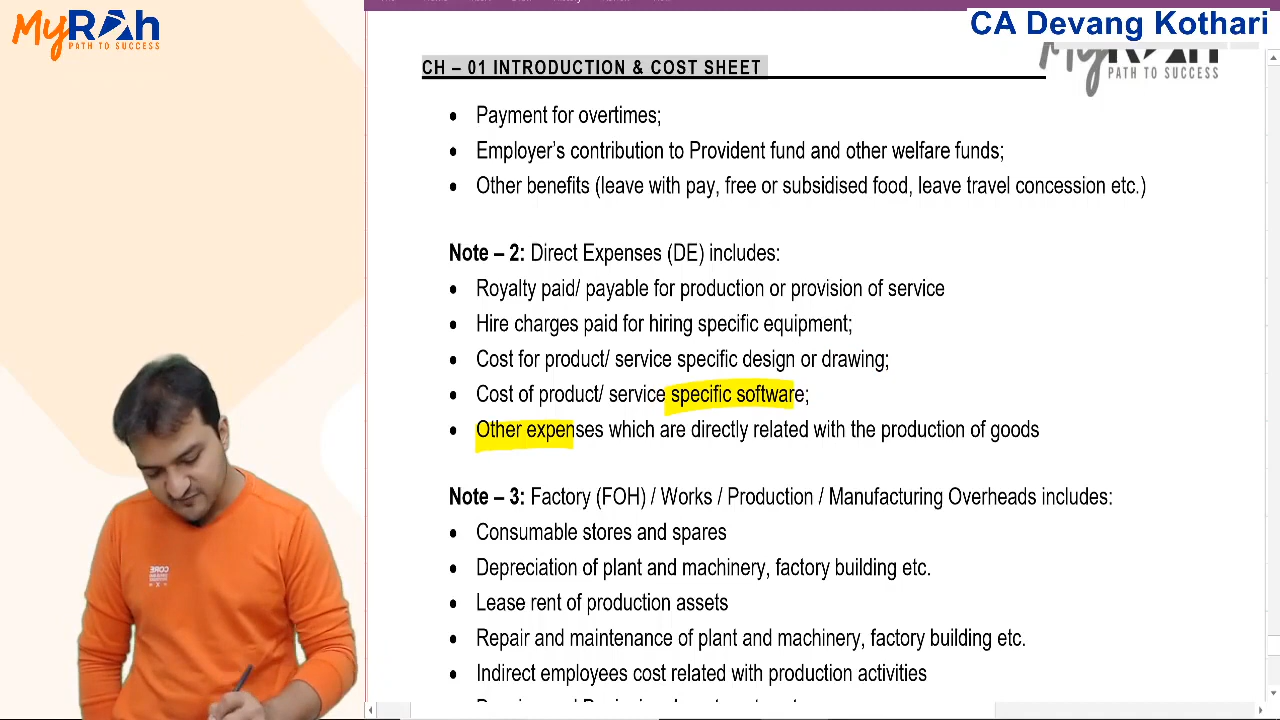 MyRAh
PATH TO SUCCESS
CA Devang Kothari
PATH TO SUCCESS
CH – 01 INTRODUCTION & COST SHEET
• Payment for overtimes;
• Employer's contribution to Provident fund and other welfare funds;
• Other benefits (leave with pay, free or subsidised food, leave travel concession etc.)
Note – 2: Direct Expenses (DE) includes:
• Royalty paid/ payable for production or provision of service
• Hire charges paid for hiring specific equipment;
• Cost for product/ service specific design or drawing;
• Cost of product/ service specific software;
• Other expenses which are directly related with the production of goods
Note – 3: Factory (FOH) / Works / Production / Manufacturing Overheads includes:
• Consumable stores and spares
• Depreciation of plant and machinery, factory building etc.
• Lease rent of production assets
• Repair and maintenance of plant and machinery, factory building etc.
• Indirect employees cost related with production activities
CORE